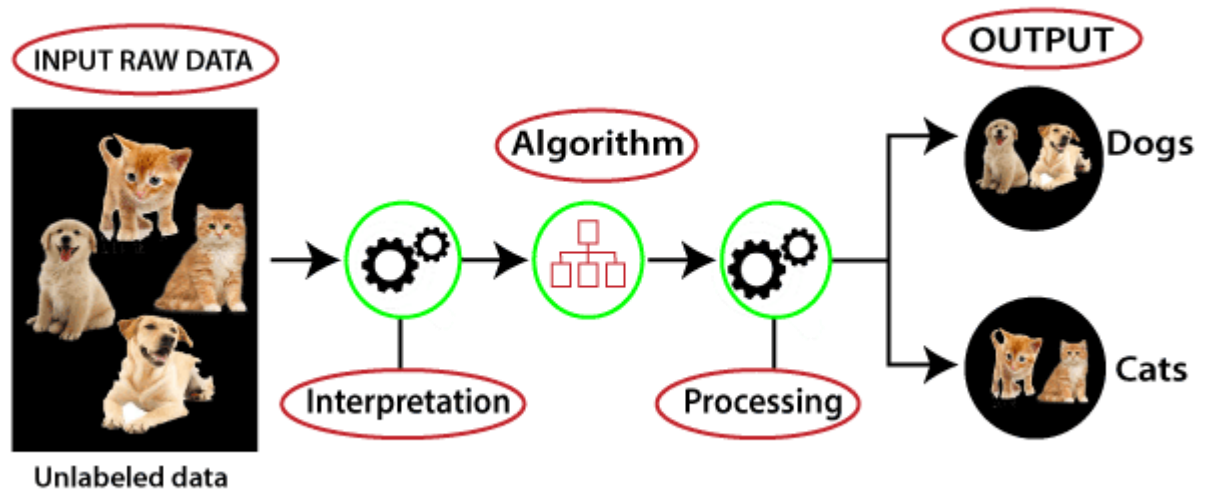 INPUT RAW DATA
Unlabeled data
Interpretation
Algorithm
Processing
OUTPUT
Dogs
Cats